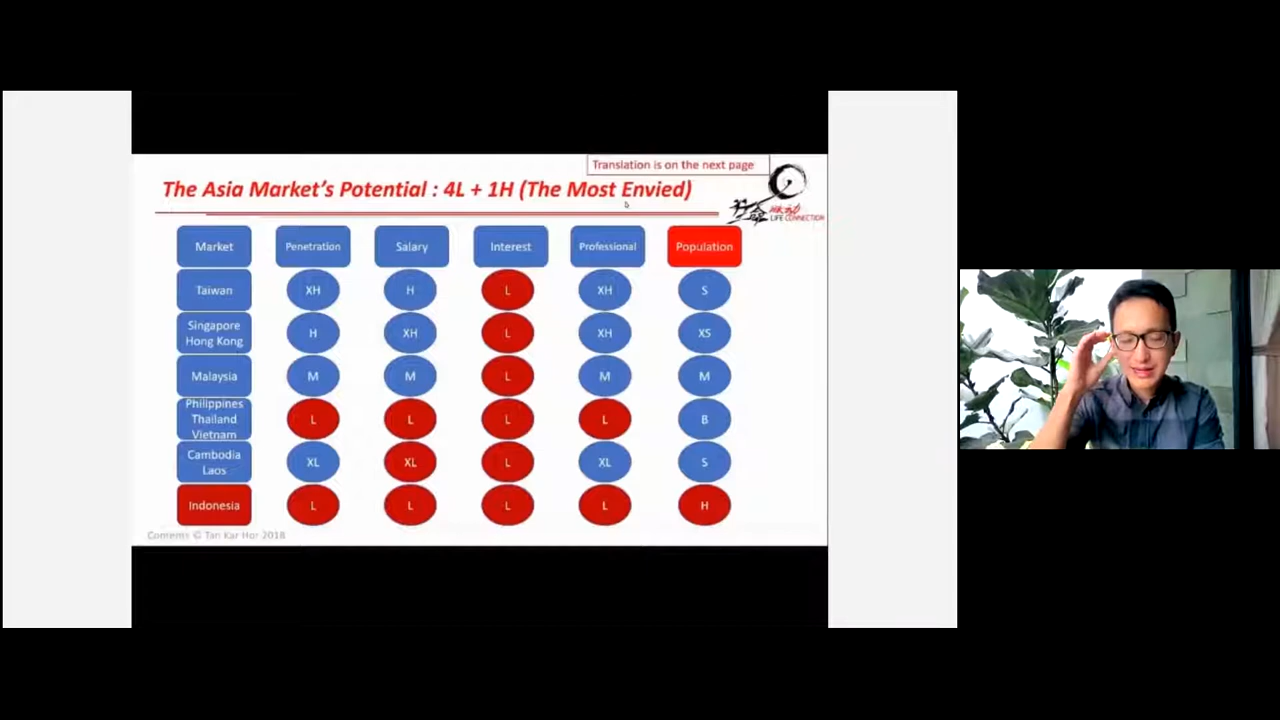 Translation is on the next page
The Asia Market's Potential : 4L + 1H (The Most Envied)
LIFE CONNECTION
Market Penetration Salary Interest Professional Population
Taiwan XH H L XH S
Singapore
Hong Kong H XH L XH XS
Malaysia M M L M M
Philippines
Thailand
Vietnam L L L L B
Cambodia
Laos XL XL L XL S
Indonesia L L L L H
Contents © Tan Kar Hor 2018